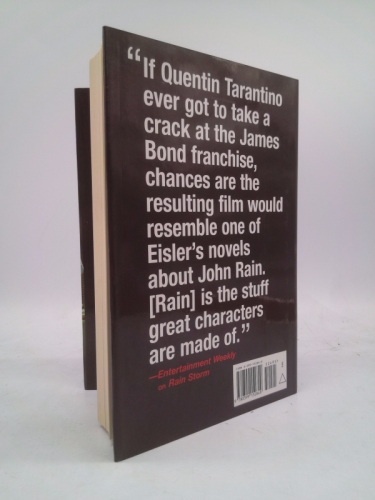 “If Quentin Tarantino
ever got to take a
crack at the James
Bond franchise,
chances are the
resulting film would
resemble one of
Eisler's novels
about John Rain.
[Rain] is the stuff
great characters
are made of.”
—Entertainment Weekly
on Rain Storm